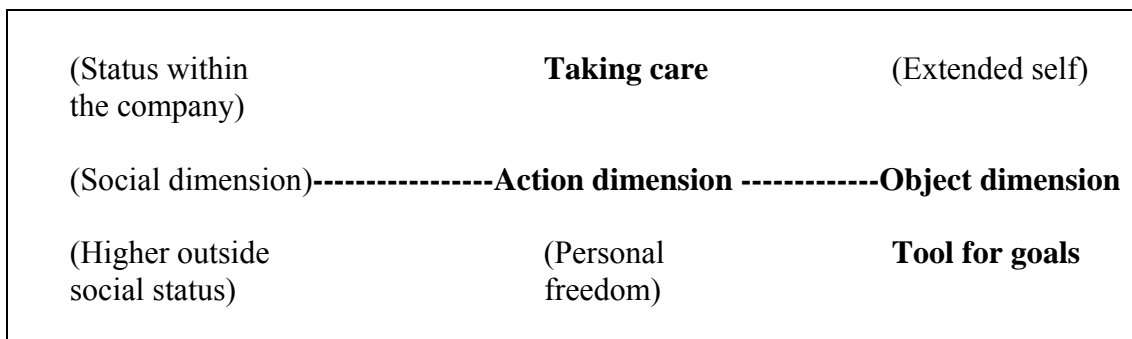 (Status within Taking care (Extended self)
the company)
(Social dimension)-----------------Action dimension -------------Object dimension
(Higher outside (Personal Tool for goals
social status) freedom)